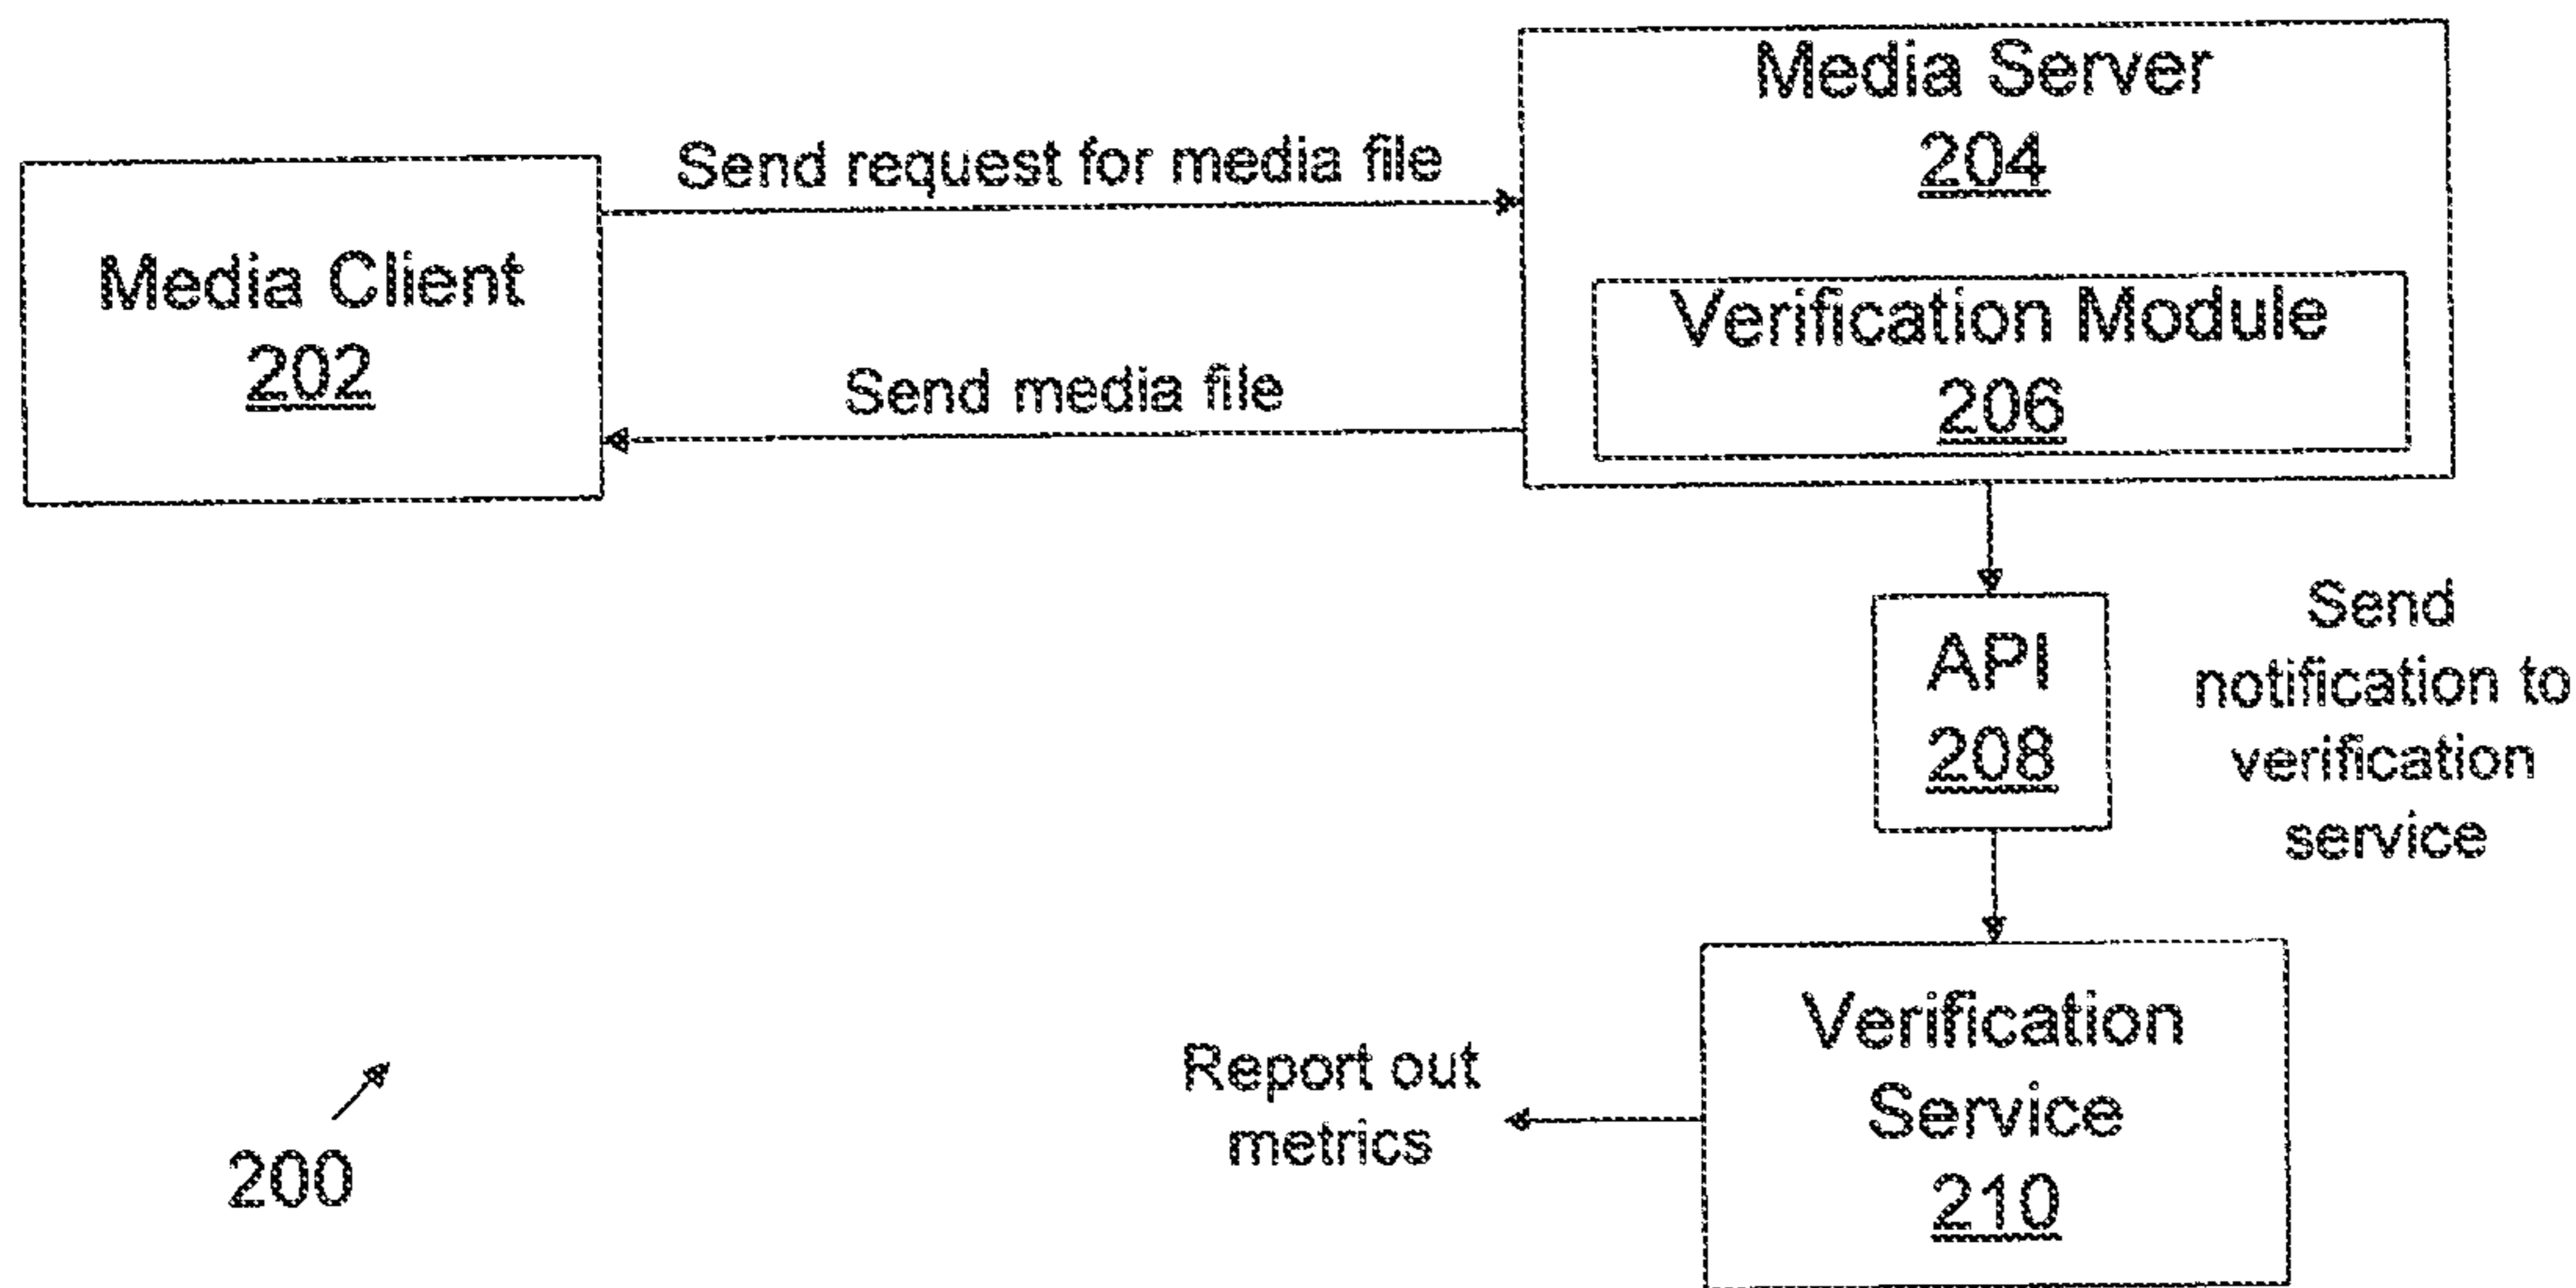 Media Server
204
Send request for media file
Media Client
202
Verification Module
206
Send media file
API
208
Send
notification to
verification
service
Verification
Service
210
Report out
metrics
200